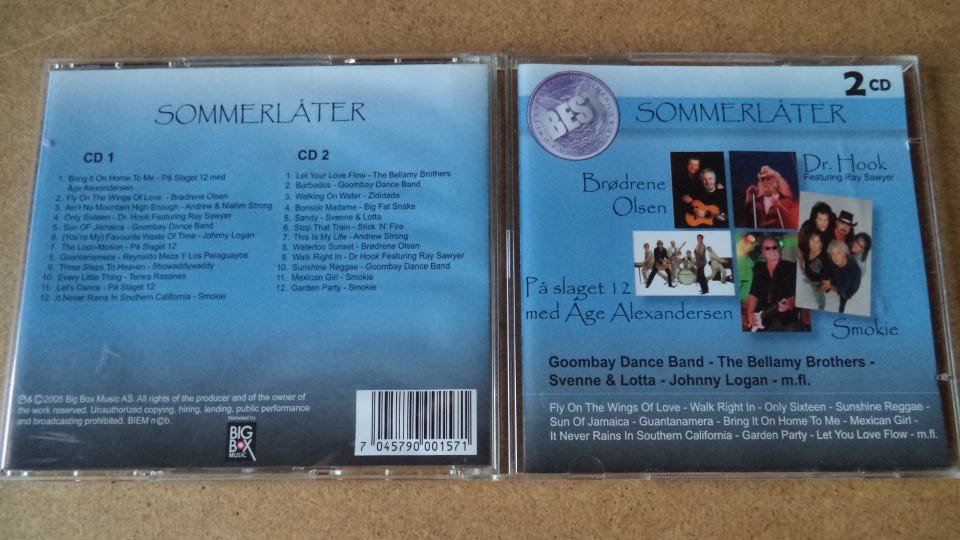 SOMMERLÅTER
CD 1
1. Bring It On Home To Me - På Slaget 12 med
Åge Alexandersen
2. Fly On The Wings Of Love - Brødrene Olsen
3. Ain't No Mountain High Enough - Andrew & Niahm Strong
4. Only Sixteen - Dr. Hook Featuring Ray Sawyer
5. Sun Of Jamaica - Goombay Dance Band
6. (You're My) Favourite Waste Of Time - Johnny Logan
7. The Loco-Motion - På Slaget 12
8. Guantanamera - Reynaldo Meza Y Los Paraguayos
9. Three Steps To Heaven - Showaddywaddy
10. Every Little Thing - Tamra Rosanes
11. Let's Dance - På Slaget 12
12. It Never Rains In Southern California - Smokie
CD 2
1. Let Your Love Flow - The Bellamy Brothers
2. Barbados - Goombay Dance Band
3. Walking On Water - Zididada
4. Bonsoir Madame - Big Fat Snake
5. Sandy - Svenne & Lotta
6. Stop That Train - Stick 'N' Fire
7. This Is My Life - Andrew Strong
8. Waterloo Sunset - Brødrene Olsen
9. Walk Right In - Dr Hook Featuring Ray Sawyer
10. Sunshine Reggae - Goombay Dance Band
11. Mexican Girl - Smokie
12. Garden Party - Smokie
℗&©2005 Big Box Music AS. All rights of the producer and of the owner of
the work reserved. Unauthorized copying, hiring, lending, public performance
and broadcasting prohibited. BIEM n©b.
Marketed by
BIG
BOX
MUSIC
7 045790 001571
2 CD
BEST
SOMMERLÅTER
Brødrene
Olsen
Dr. Hook
Featuring Ray Sawyer
På slaget 12
med Åge Alexandersen
Smokie
Goombay Dance Band - The Bellamy Brothers -
Svenne & Lotta - Johnny Logan - m.fl.
Fly On The Wings Of Love - Walk Right In - Only Sixteen - Sunshine Reggae -
Sun Of Jamaica - Guantanamera - Bring It On Home To Me - Mexican Girl -
It Never Rains In Southern California - Garden Party - Let You Love Flow - m.fl.